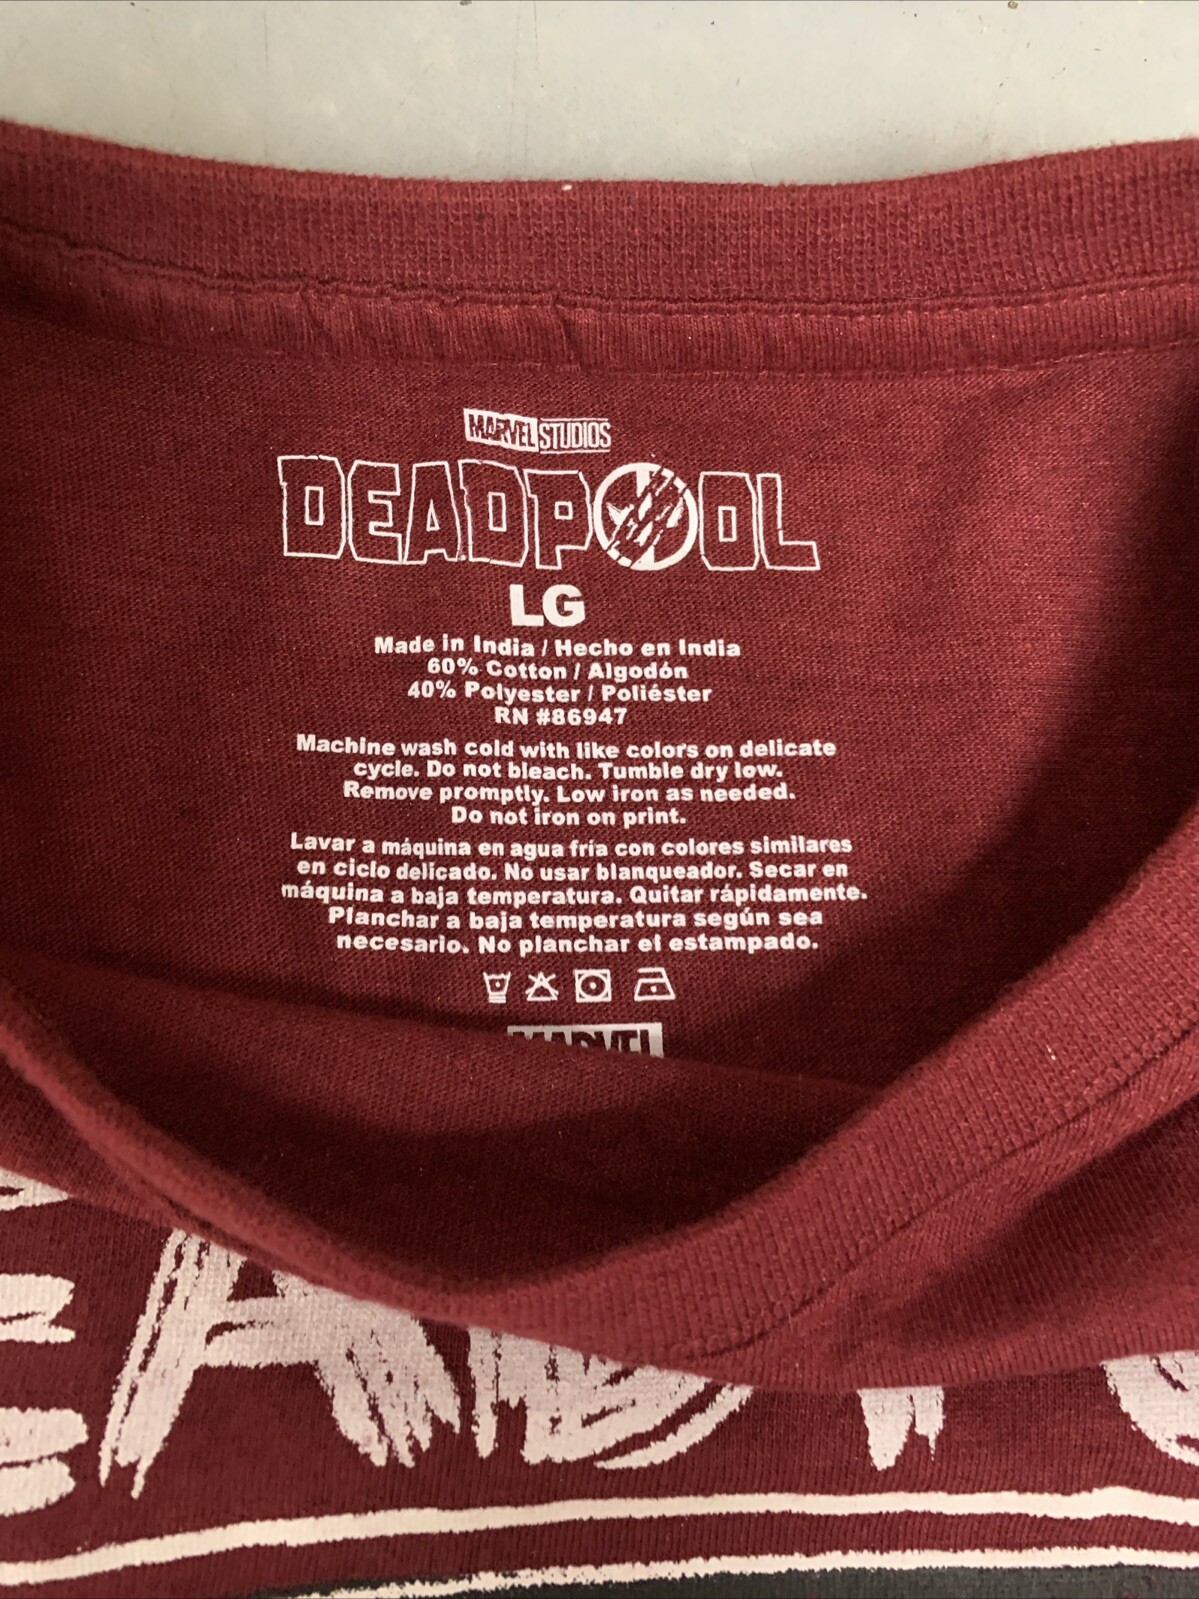 MARVEL STUDIOS
DEADPOOL
LG
Made in India / Hecho en India
60% Cotton / Algodón
40% Polyester / Poliéster
RN #86947
Machine wash cold with like colors on delicate
cycle. Do not bleach. Tumble dry low.
Remove promptly. Low iron as needed.
Do not iron on print.
Lavar a máquina en agua fría con colores similares
en ciclo delicado. No usar blanqueador. Secar en
máquina a baja temperatura. Quitar rápidamente.
Planchar a baja temperatura según sea
necesario. No planchar el estampado.
MARVEL